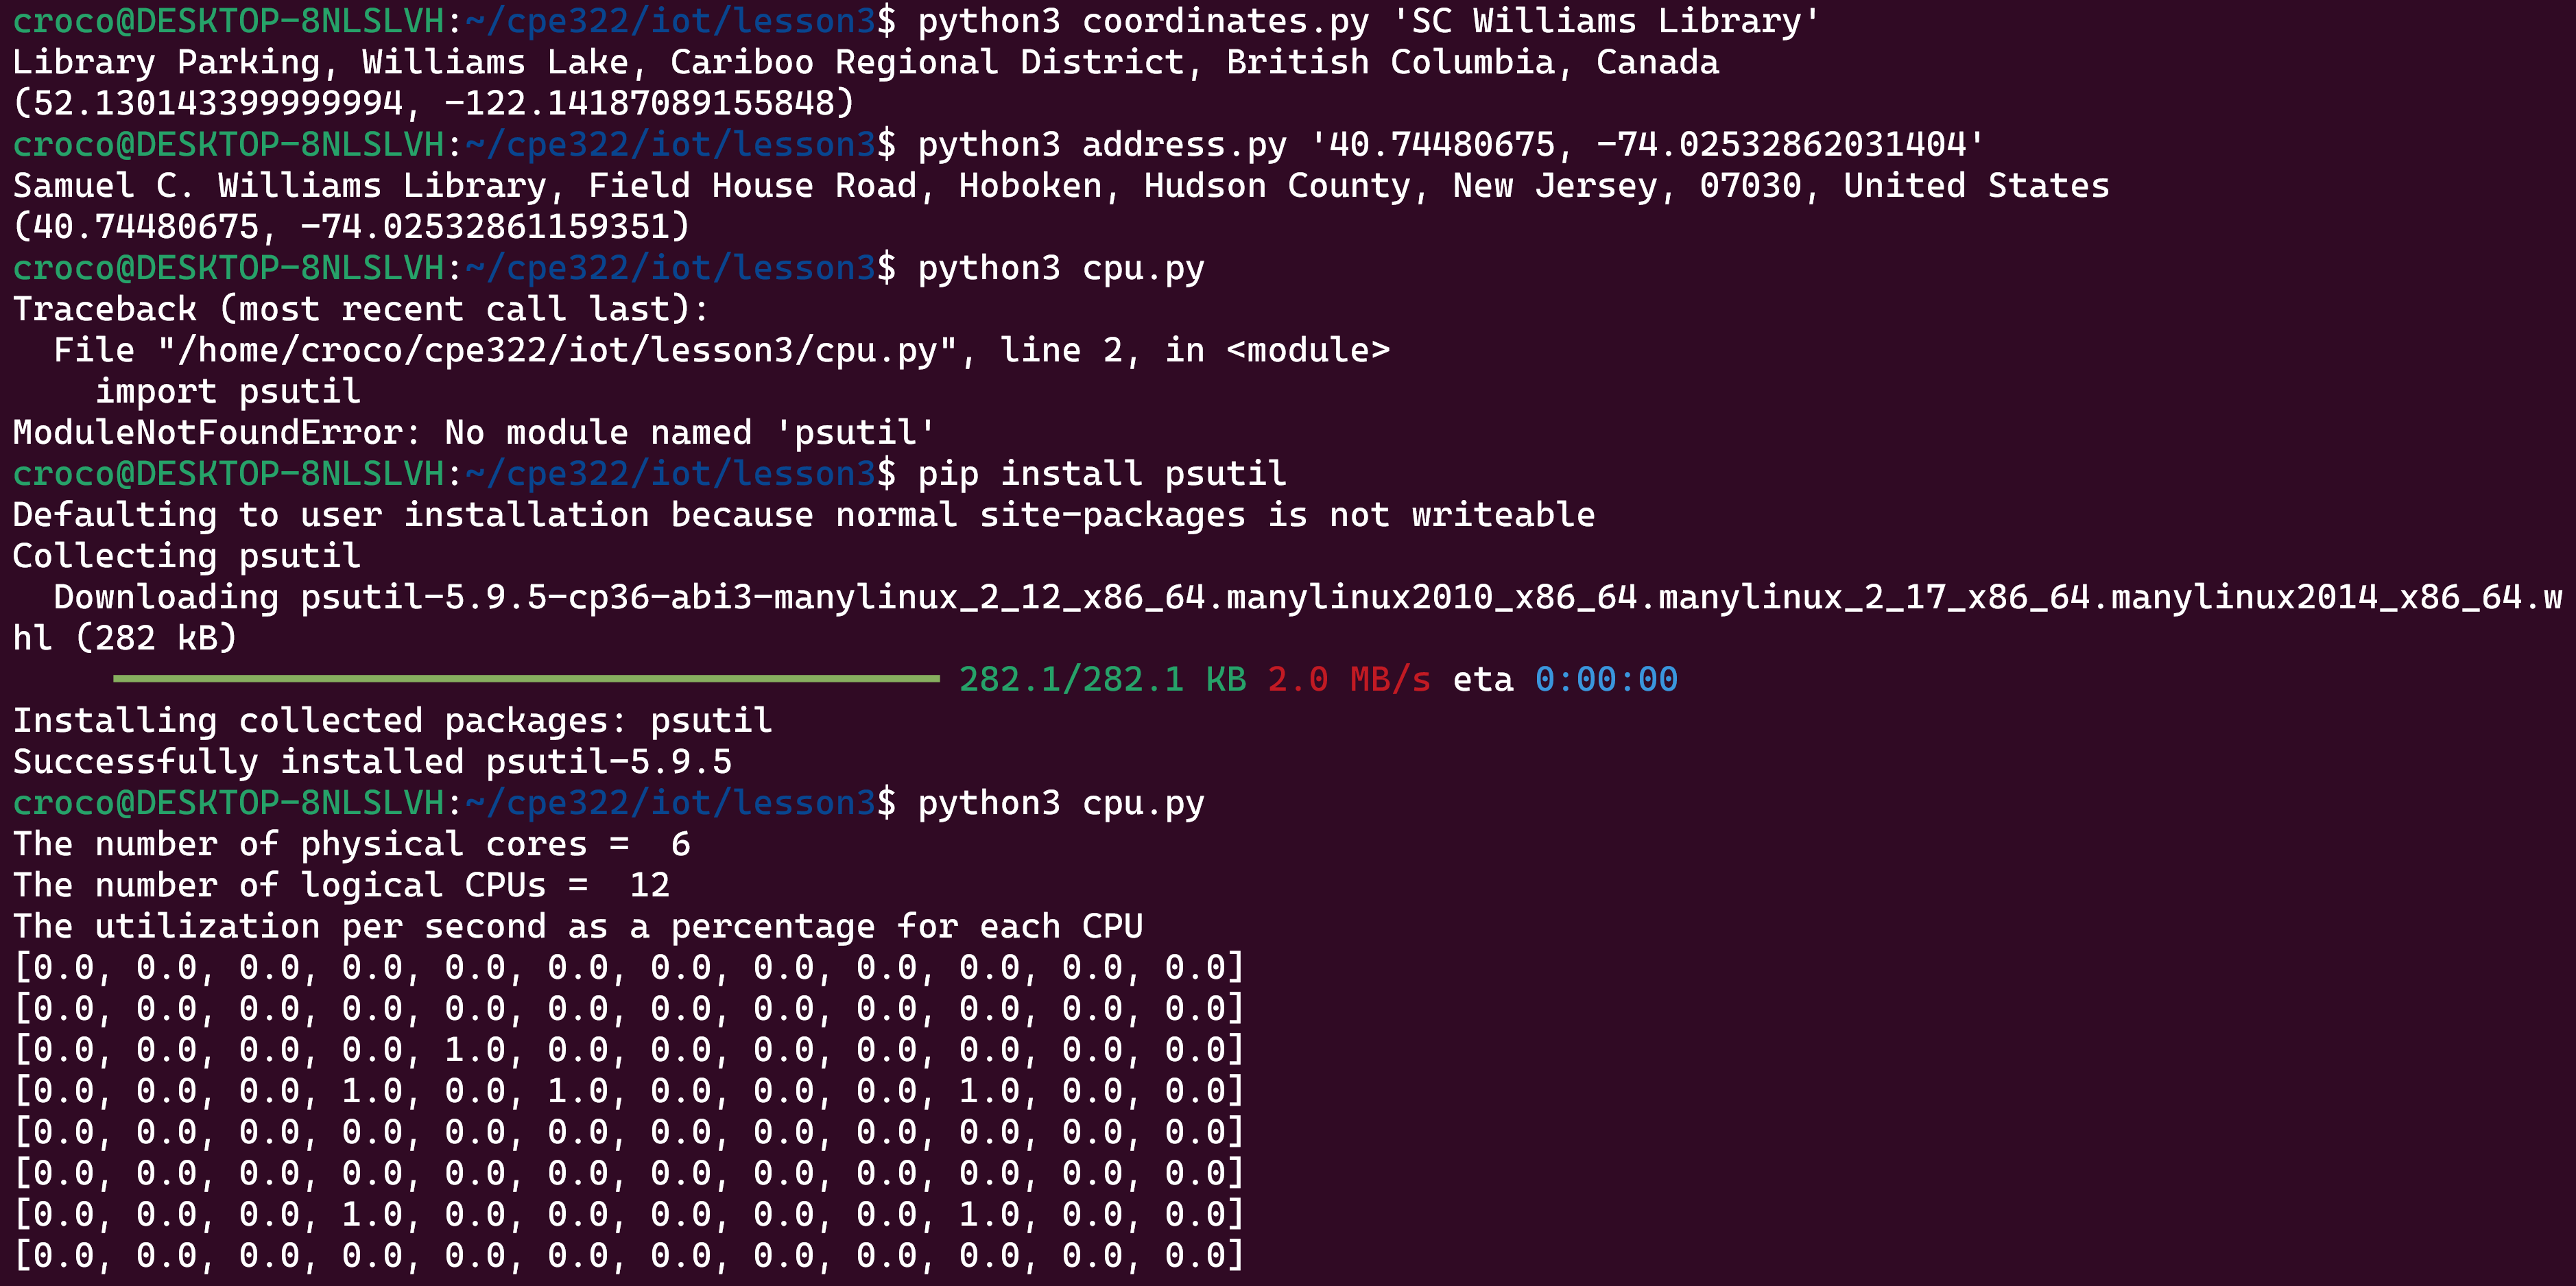 croco@DESKTOP-8NLSLVH:~/cpe322/iot/lesson3$ python3 coordinates.py 'SC Williams Library'
Library Parking, Williams Lake, Cariboo Regional District, British Columbia, Canada
(52.13014339999994, -122.14187089155848)
croco@DESKTOP-8NLSLVH:~/cpe322/iot/lesson3$ python3 address.py '40.74480675, -74.02532862031404'
Samuel C. Williams Library, Field House Road, Hoboken, Hudson County, New Jersey, 07030, United States
(40.74480675, -74.02532861159351)
croco@DESKTOP-8NLSLVH:~/cpe322/iot/lesson3$ python3 cpu.py
Traceback (most recent call last):
  File "/home/croco/cpe322/iot/lesson3/cpu.py", line 2, in <module>
    import psutil
ModuleNotFoundError: No module named 'psutil'
croco@DESKTOP-8NLSLVH:~/cpe322/iot/lesson3$ pip install psutil
Defaulting to user installation because normal site-packages is not writeable
Collecting psutil
  Downloading psutil-5.9.5-cp36-abi3-manylinux_2_12_x86_64.manylinux2010_x86_64.manylinux_2_17_x86_64.manylinux2014_x86_64.w
hl (282 kB)
282.1/282.1 KB 2.0 MB/s eta 0:00:00
Installing collected packages: psutil
Successfully installed psutil-5.9.5
croco@DESKTOP-8NLSLVH:~/cpe322/iot/lesson3$ python3 cpu.py
The number of physical cores =  6
The number of logical CPUs =  12
The utilization per second as a percentage for each CPU
[0.0, 0.0, 0.0, 0.0, 0.0, 0.0, 0.0, 0.0, 0.0, 0.0, 0.0, 0.0]
[0.0, 0.0, 0.0, 0.0, 0.0, 0.0, 0.0, 0.0, 0.0, 0.0, 0.0, 0.0]
[0.0, 0.0, 0.0, 0.0, 1.0, 0.0, 0.0, 0.0, 0.0, 0.0, 0.0, 0.0]
[0.0, 0.0, 0.0, 1.0, 0.0, 1.0, 0.0, 0.0, 0.0, 1.0, 0.0, 0.0]
[0.0, 0.0, 0.0, 0.0, 0.0, 0.0, 0.0, 0.0, 0.0, 0.0, 0.0, 0.0]
[0.0, 0.0, 0.0, 0.0, 0.0, 0.0, 0.0, 0.0, 0.0, 0.0, 0.0, 0.0]
[0.0, 0.0, 0.0, 1.0, 0.0, 0.0, 0.0, 0.0, 0.0, 1.0, 0.0, 0.0]
[0.0, 0.0, 0.0, 0.0, 0.0, 0.0, 0.0, 0.0, 0.0, 0.0, 0.0, 0.0]